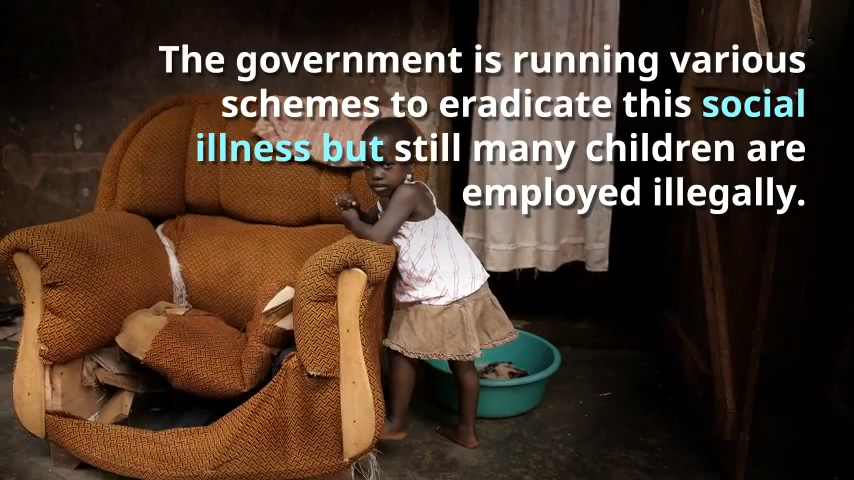 The government is running various
schemes to eradicate this social
illness but still many children are
employed illegally.